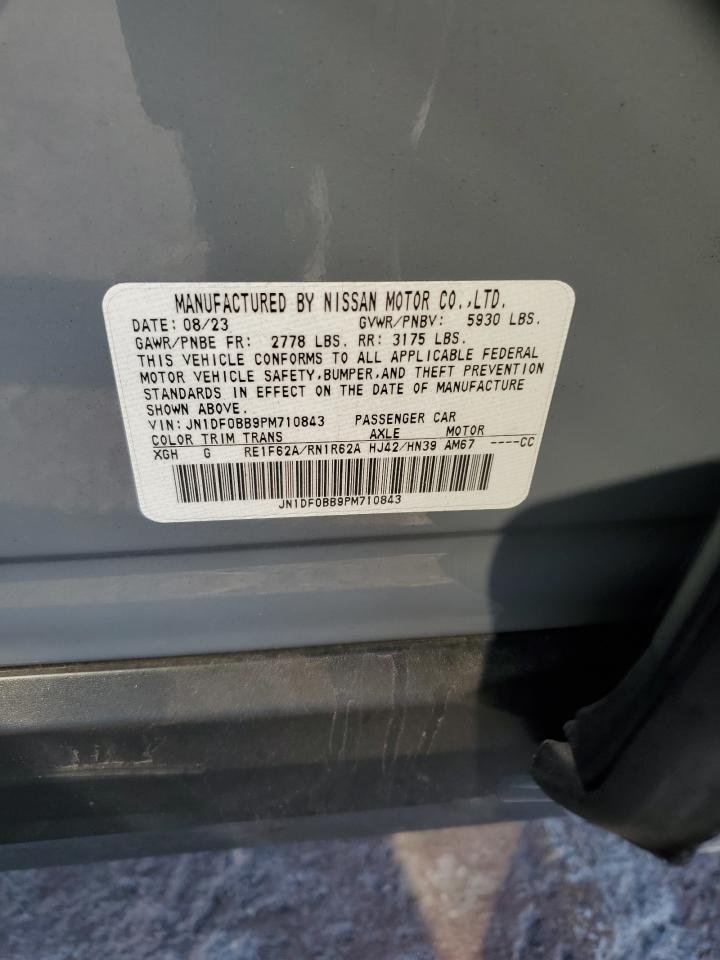 MANUFACTURED BY NISSAN MOTOR CO.,LTD.
DATE: 08/23 GVWR/PNBV: 5930 LBS.
GAWR/PNBE FR: 2778 LBS. RR: 3175 LBS.
THIS VEHICLE CONFORMS TO ALL APPLICABLE FEDERAL
MOTOR VEHICLE SAFETY,BUMPER,AND THEFT PREVENTION
STANDARDS IN EFFECT ON THE DATE OF MANUFACTURE
SHOWN ABOVE.
VIN: JN1DF0BB9PM710843 PASSENGER CAR
COLOR TRIM TRANS AXLE MOTOR
XGH G RE1F62A/RN1R62A HJ42/HN39 AM67 ----CC
JN1DF0BB9PM710843